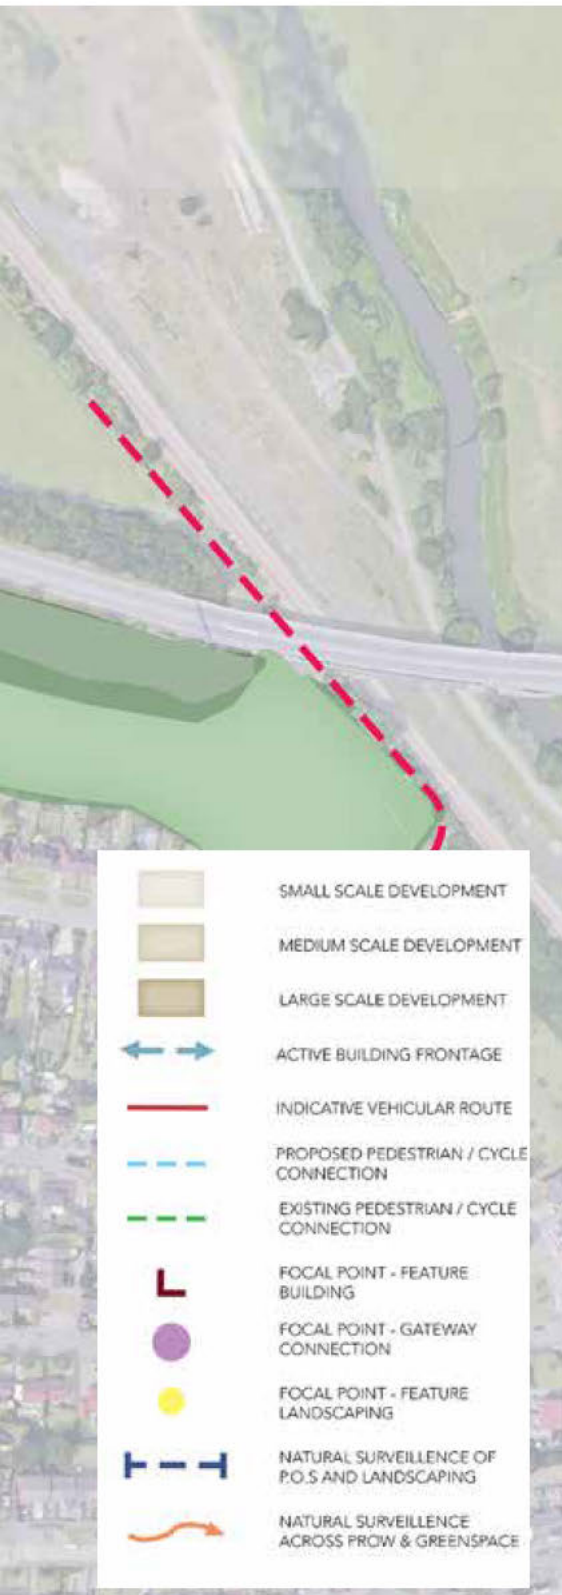 SMALL SCALE DEVELOPMENT
MEDIUM SCALE DEVELOPMENT
LARGE SCALE DEVELOPMENT
ACTIVE BUILDING FRONTAGE
INDICATIVE VEHICULAR ROUTE
PROPOSED PEDESTRIAN / CYCLE
CONNECTION
EXISTING PEDESTRIAN / CYCLE
CONNECTION
FOCAL POINT - FEATURE
BUILDING
FOCAL POINT - GATEWAY
CONNECTION
FOCAL POINT - FEATURE
LANDSCAPING
NATURAL SURVEILLENCE OF
P.O.S AND LANDSCAPING
NATURAL SURVEILLENCE
ACROSS PROW & GREENSPACE